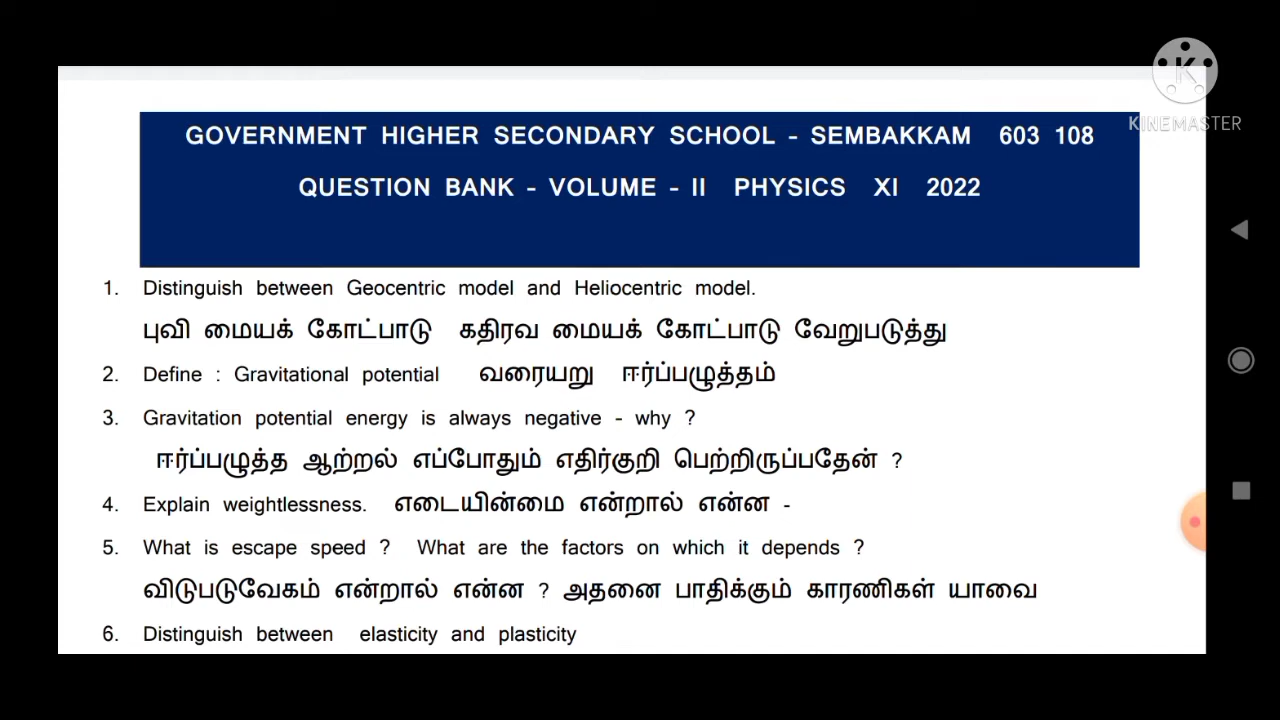 KINEMASTER
GOVERNMENT HIGHER SECONDARY SCHOOL - SEMBAKKAM 603 108
QUESTION BANK - VOLUME - II PHYSICS XI 2022
1. Distinguish between Geocentric model and Heliocentric model.
புவி மையக் கோட்பாடு கதிரவ மையக் கோட்பாடு வேறுபடுத்து
2. Define : Gravitational potential வரையறு ஈர்ப்பழுத்தம்
3. Gravitation potential energy is always negative - why ?
ஈர்ப்பழுத்த ஆற்றல் எப்போதும் எதிர்குறி பெற்றிருப்பதேன் ?
4. Explain weightlessness. எடையின்மை என்றால் என்ன -
5. What is escape speed ? What are the factors on which it depends ?
விடுபடுவேகம் என்றால் என்ன ? அதனை பாதிக்கும் காரணிகள் யாவை
6. Distinguish between elasticity and plasticity